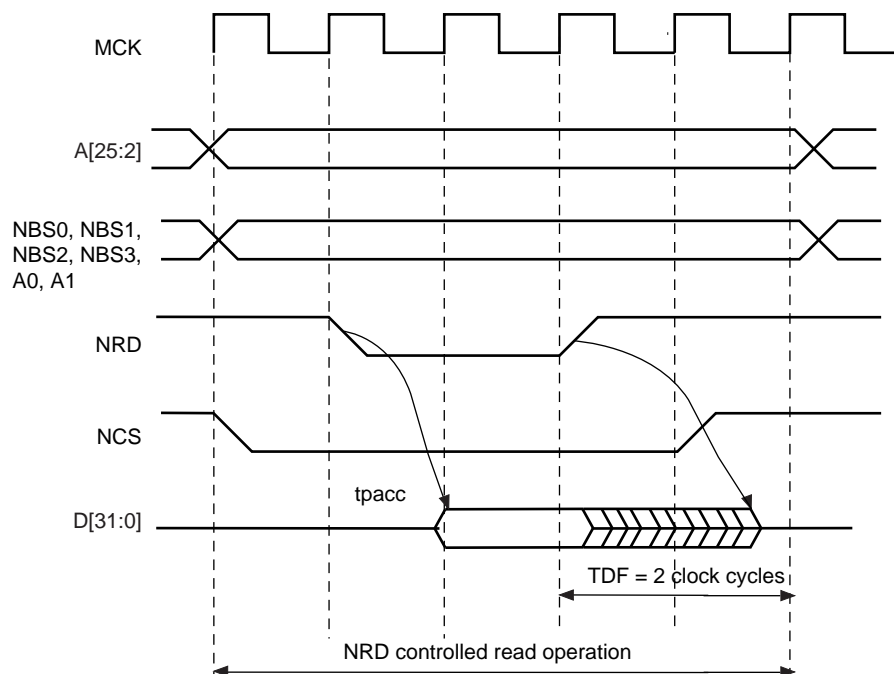 MCK
A[25:2]
NBS0, NBS1,
NBS2, NBS3,
A0, A1
NRD
NCS
tpacc
D[31:0]
TDF = 2 clock cycles
NRD controlled read operation